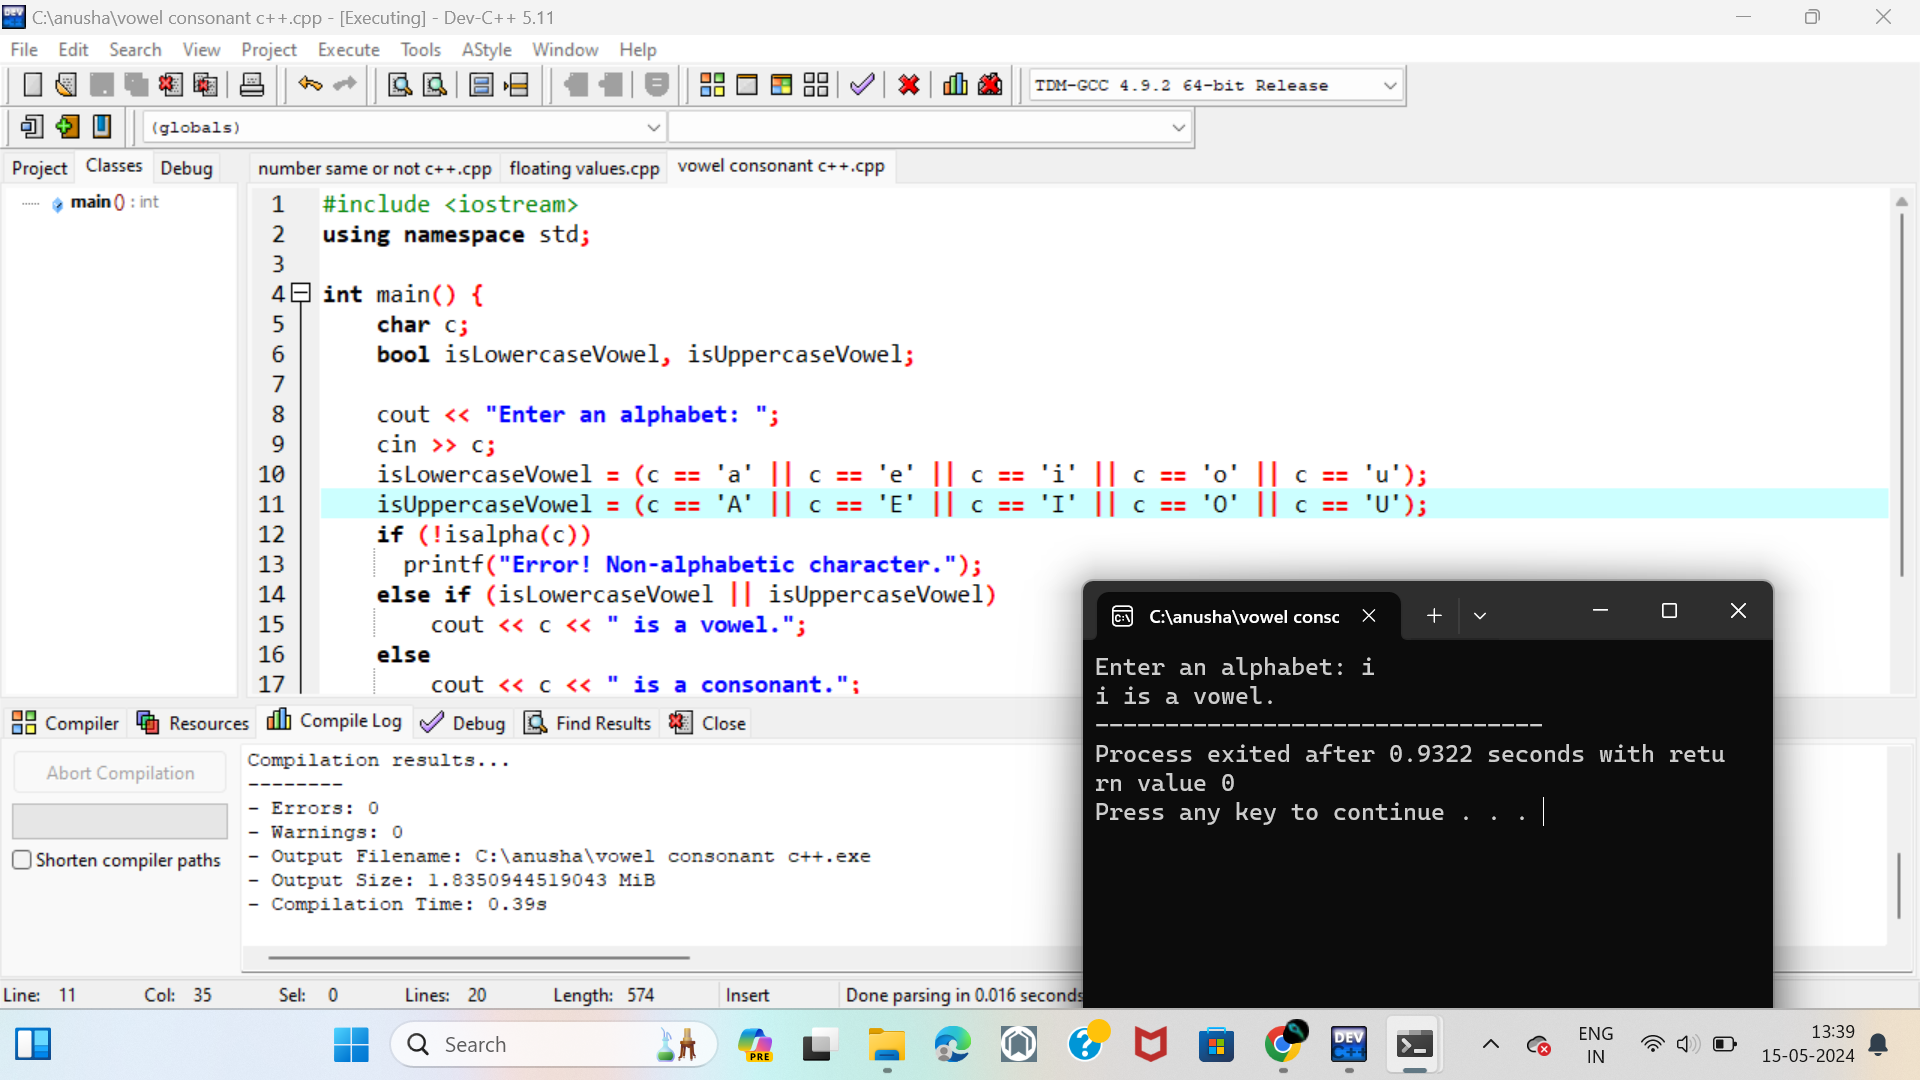 C:\anusha\vowel consonant c++.cpp - [Executing] - Dev-C++ 5.11
File Edit Search View Project Execute Tools AStyle Window Help
TDM-GCC 4.9.2 64-bit Release
(globals)
Project Classes Debug
number same or not c++.cpp floating values.cpp vowel consonant c++.cpp
main () : int
1 #include <iostream>
2 using namespace std;
3
4 int main() {
5 char c;
6 bool isLowercaseVowel, isUppercaseVowel;
7
8 cout << "Enter an alphabet: ";
9 cin >> c;
10 isLowercaseVowel = (c == 'a' || c == 'e' || c == 'i' || c == 'o' || c == 'u');
11 isUppercaseVowel = (c == 'A' || c == 'E' || c == 'I' || c == 'O' || c == 'U');
12 if (!isalpha(c))
13 printf("Error! Non-alphabetic character.");
14 else if (isLowercaseVowel || isUppercaseVowel)
15 cout << c << " is a vowel.";
16 else
17 cout << c << " is a consonant.";
C:\anusha\vowel consc
Enter an alphabet: i
i is a vowel.
--------------------------------
Process exited after 0.9322 seconds with retu
rn value 0
Press any key to continue . . .
Compiler Resources Compile Log Debug Find Results Close
Abort Compilation
Shorten compiler paths
Compilation results...
--------
- Errors: 0
- Warnings: 0
- Output Filename: C:\anusha\vowel consonant c++.exe
- Output Size: 1.8350944519043 MiB
- Compilation Time: 0.39s
Line: 11 Col: 35 Sel: 0 Lines: 20 Length: 574 Insert Done parsing in 0.016 seconds
Search
PRE
DEV
C++
ENG
IN
13:39
15-05-2024